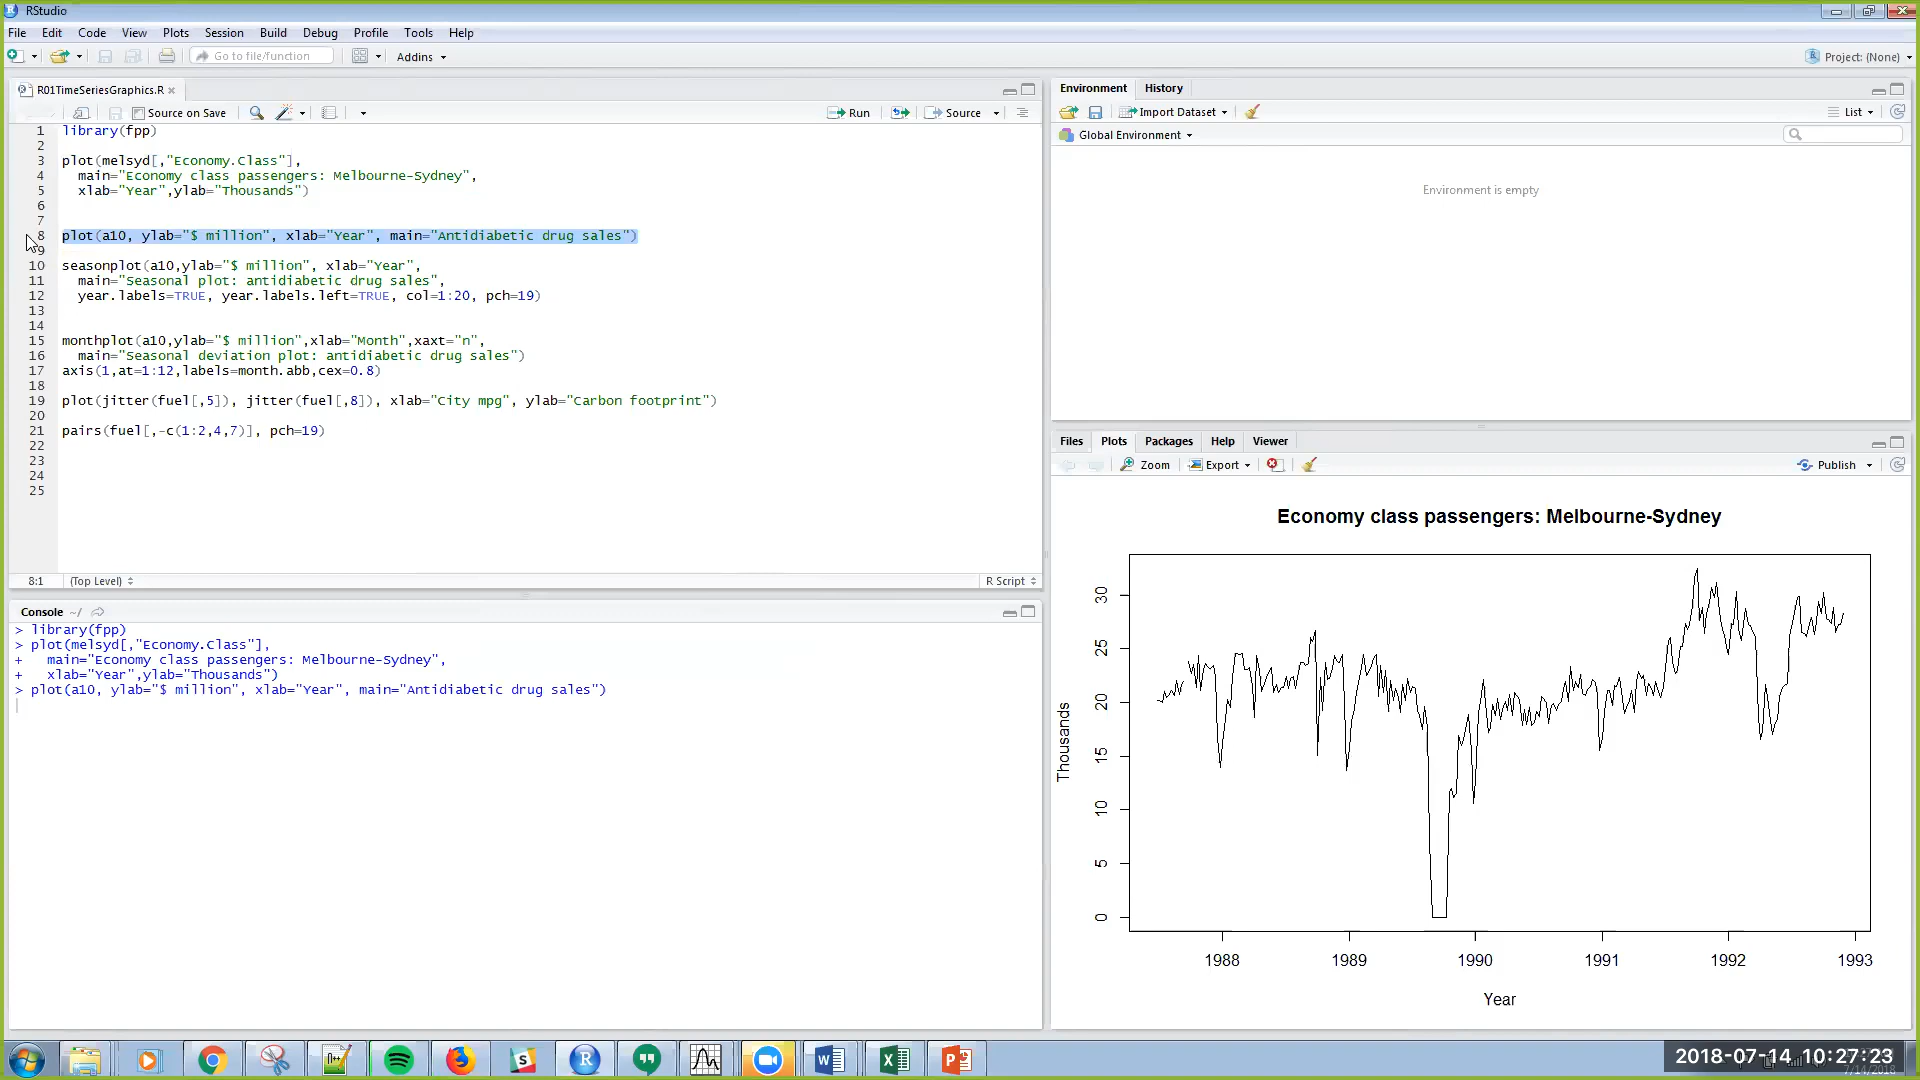 RStudio
File Edit Code View Plots Session Build Debug Profile Tools Help
Go to file/function Addins Project: (None)
R01TimeSeriesGraphics.R
Source on Save Run Source
1 library(fpp)
2
3 plot(melsyd[,"Economy.Class"],
4 main="Economy class passengers: Melbourne-Sydney",
5 xlab="Year",ylab="Thousands")
6
7
8 plot(a10, ylab="$ million", xlab="Year", main="Antidiabetic drug sales")
9
10 seasonplot(a10,ylab="$ million", xlab="Year",
11 main="Seasonal plot: antidiabetic drug sales",
12 year.labels=TRUE, year.labels.left=TRUE, col=1:20, pch=19)
13
14
15 monthplot(a10,ylab="$ million",xlab="Month",xaxt="n",
16 main="Seasonal deviation plot: antidiabetic drug sales")
17 axis(1,at=1:12,labels=month.abb,cex=0.8)
18
19 plot(jitter(fuel[,5]), jitter(fuel[,8]), xlab="City mpg", ylab="Carbon footprint")
20
21 pairs(fuel[,-c(1:2,4,7)], pch=19)
22
23
24
25
8:1 (Top Level) R Script
Console ~/
> library(fpp)
> plot(melsyd[,"Economy.Class"],
+ main="Economy class passengers: Melbourne-Sydney",
+ xlab="Year",ylab="Thousands")
> plot(a10, ylab="$ million", xlab="Year", main="Antidiabetic drug sales")
Environment History
Import Dataset List
Global Environment
Environment is empty
Files Plots Packages Help Viewer
Zoom Export Publish
Economy class passengers: Melbourne-Sydney
Thousands
30
25
20
15
10
5
0
1988 1989 1990 1991 1992 1993
Year
2018-07-14 10:27:23
7/14/2018